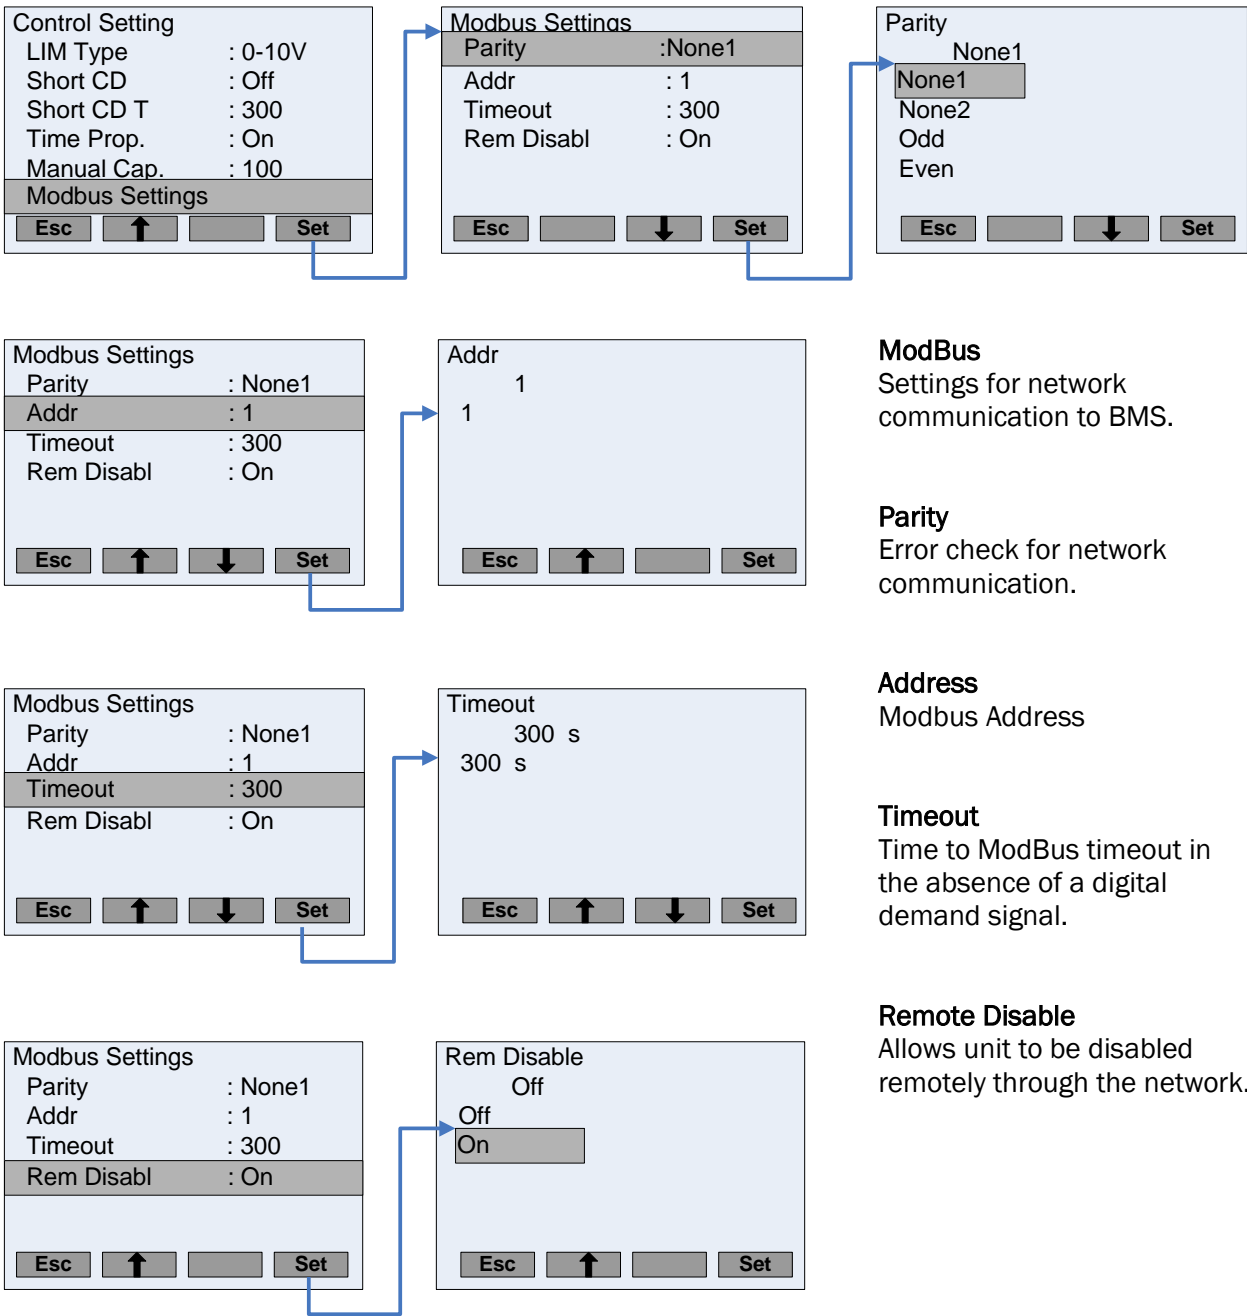 Control Setting
LIM Type : 0-10V
Short CD : Off
Short CD T : 300
Time Prop. : On
Manual Cap. : 100
Modbus Settings
Esc Set
Modbus Settings
Parity :None1
Addr : 1
Timeout : 300
Rem Disabl : On
Esc Set
Parity
None1
None1
None2
Odd
Even
Esc Set
Modbus Settings
Parity : None1
Addr : 1
Timeout : 300
Rem Disabl : On
Esc Set
Addr
1
1
Esc Set
ModBus
Settings for network
communication to BMS.
Parity
Error check for network
communication.
Modbus Settings
Parity : None1
Addr : 1
Timeout : 300
Rem Disabl : On
Esc Set
Timeout
300 s
300 s
Esc Set
Address
Modbus Address
Timeout
Time to ModBus timeout in
the absence of a digital
demand signal.
Modbus Settings
Parity : None1
Addr : 1
Timeout : 300
Rem Disabl : On
Esc Set
Rem Disable
Off
Off
On
Esc Set
Remote Disable
Allows unit to be disabled
remotely through the network.